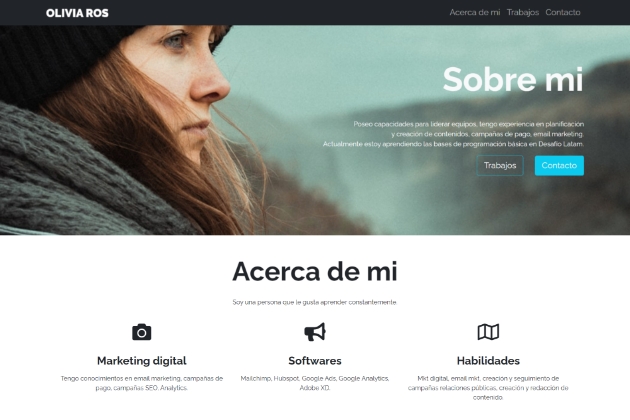 OLIVIA ROS
Acerca de mi Trabajos Contacto
Sobre mi
Poseo capacidades para liderar equipos, tengo experiencia en planificación
y creación de contenidos, campañas de pago, email marketing.
Actualmente estoy aprendiendo las bases de programación básica en Desafío Latam.
Trabajos Contacto
Acerca de mi
Soy una persona que le gusta aprender constantemente
Marketing digital
Tengo conocimientos en email marketing, campañas de
pago, campañas SEO, Analytics.
Softwares
Mailchimp, Hubspot, Google Ads, Google Analytics,
Adobe XD.
Habilidades
Mkt digital, email mkt, creación y seguimiento de
campañas relaciones públicas, creación y redacción de
contenido.